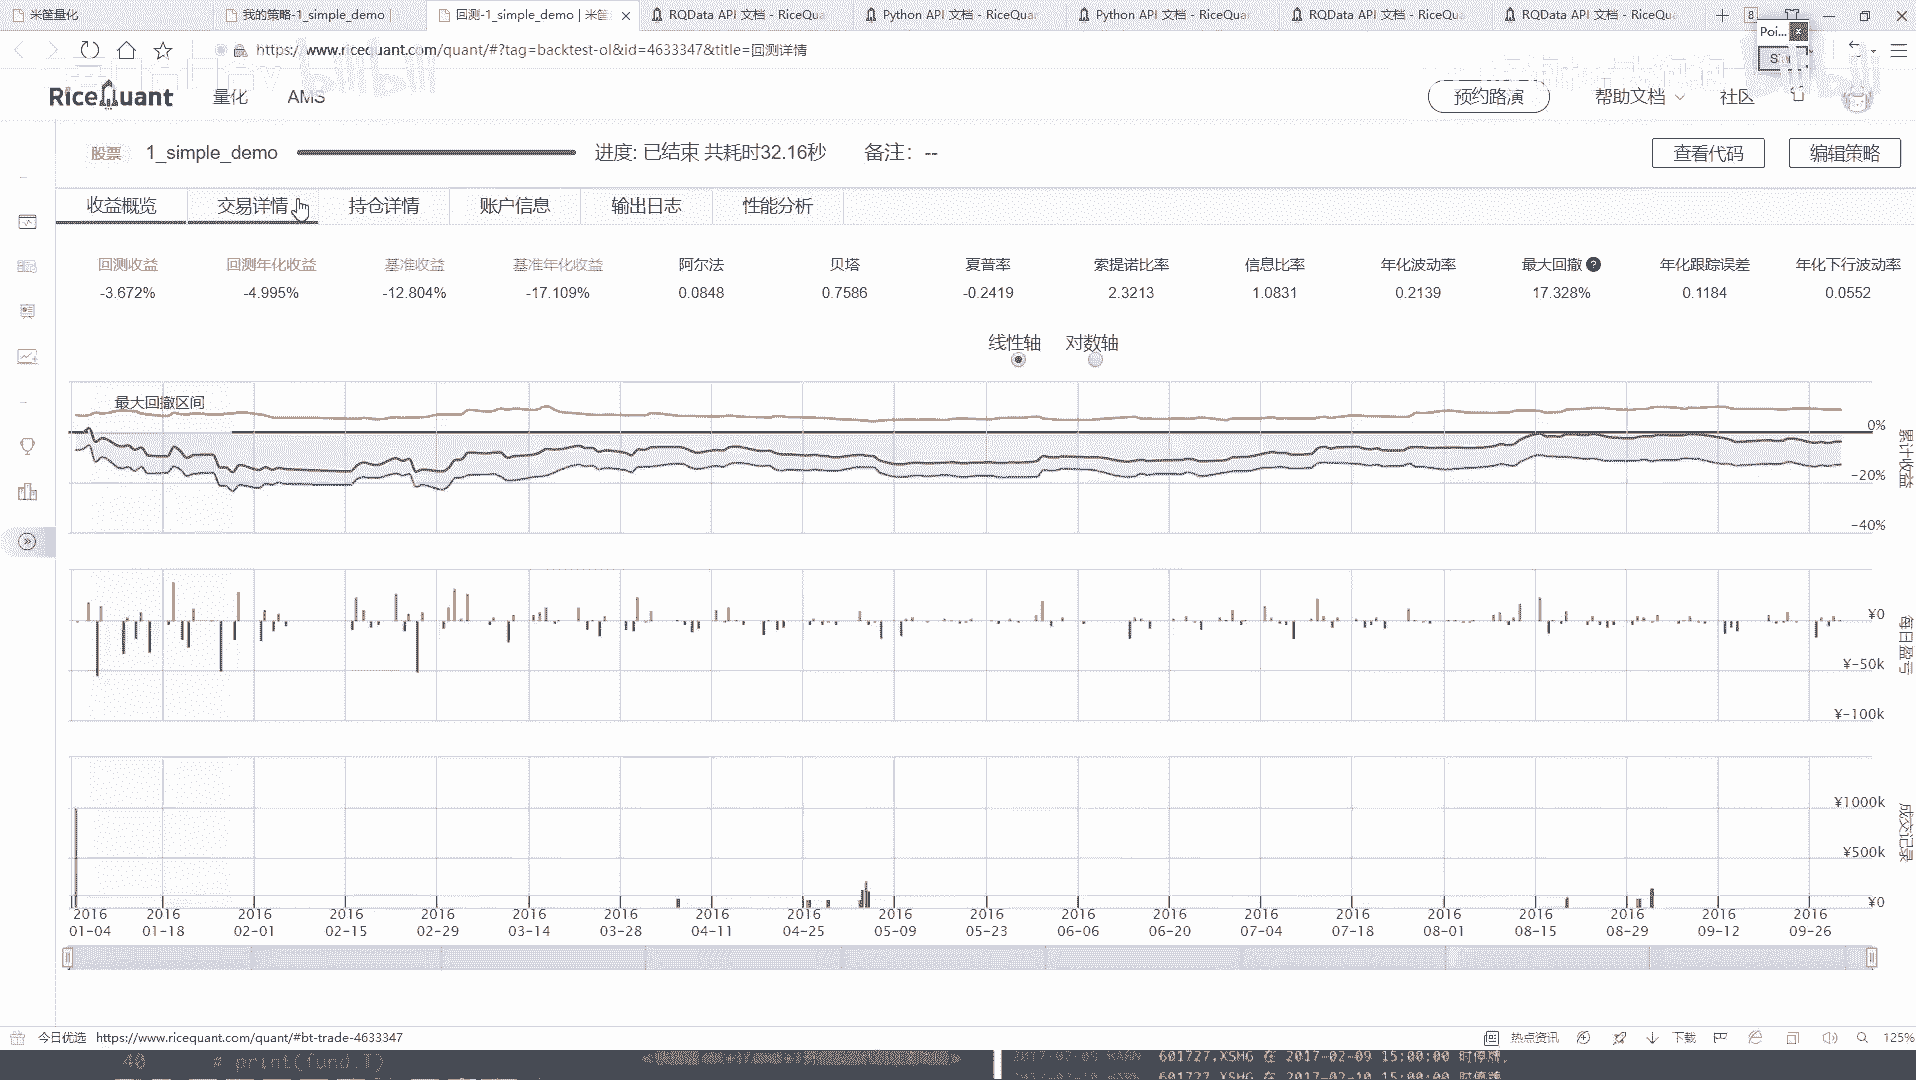 米筐量化
我的策略-1_simple_demo
回测-1_simple_demo | 米筐
RQData API 文档 - RiceQua
Python API 文档 - RiceQuar
Python API 文档 - RiceQuar
RQData API 文档 - RiceQu
RQData API 文档 - RiceQu
8
Poi...
https://www.ricequant.com/quant/#?tag=backtest-ol&id=4633347&title=回测详情
bilibili
RiceQuant
量化
AMS
预约路演
帮助文档
社区
股票
1_simple_demo
进度: 已结束 共耗时32.16秒
备注: --
查看代码
编辑策略
收益概览
交易详情
持仓详情
账户信息
输出日志
性能分析
回测收益 回测年化收益 基准收益 基准年化收益 阿尔法 贝塔 夏普率 索提诺比率 信息比率 年化波动率 最大回撤 ? 年化跟踪误差 年化下行波动率
-3.672% -4.995% -12.804% -17.109% 0.0848 0.7586 -0.2419 2.3213 1.0831 0.2139 17.328% 0.1184 0.0552
线性轴 对数轴
最大回撤区间
0%
-20%
-40%
累计收益
¥0
¥-50k
¥-100k
每日盈亏
¥1000k
¥500k
¥0
成交记录
2016 2016 2016 2016 2016 2016 2016 2016 2016 2016 2016 2016 2016 2016 2016 2016 2016 2016 2016 2016
01-04 01-18 02-01 02-15 02-29 03-14 03-28 04-11 04-25 05-09 05-23 06-06 06-20 07-04 07-18 08-01 08-15 08-29 09-12 09-26
今日优选
https://www.ricequant.com/quant/#bt-trade-4633347
热点资讯
下载
125%
40 # print(fund.T)
2017-02-09 WARN 601727.XSHG 在 2017-02-09 15:00:00 时停牌。
601727.XSHG 在 2017-02-10 15:00:00 时停牌